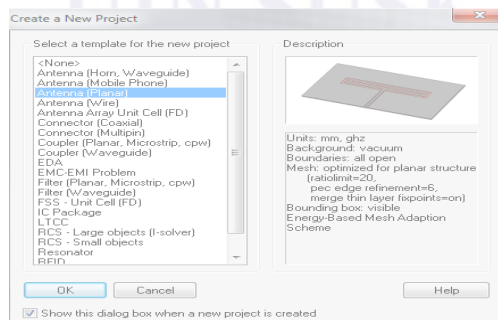 Create a New Project
Select a template for the new project
<None>
Antenna (Horn, Waveguide)
Antenna (Mobile Phone)
Antenna (Planar)
Antenna (Wire)
Antenna Array Unit Cell (FD)
Connector (Coaxial)
Connector (Multipin)
Coupler (Planar, Microstrip, cpw)
Coupler (Waveguide)
EDA
EMC-EMI Problem
Filter (Planar, Microstrip, cpw)
Filter (Waveguide)
FSS - Unit Cell (FD)
IC Package
LTCC
RCS - Large objects (I-solver)
RCS - Small objects
Resonator
RFID
Description
Units: mm, ghz
Background: vacuum
Boundaries: all open
Mesh: optimized for planar structure
(ratiolimit=20,
pec edge refinement=6,
merge thin layer fixpoints=on)
Bounding box: visible
Energy-Based Mesh Adaption
Scheme
OK
Cancel
Help
Show this dialog box when a new project is created